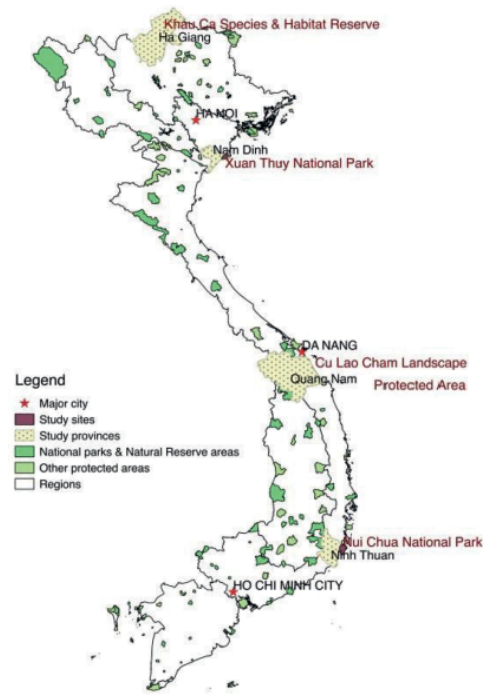 Khau Ca Species & Habitat Reserve
Ha Giang
HA NOI
Nam Dinh
Xuan Thuy National Park
DA NANG
Cu Lao Cham Landscape
Quang Nam
Protected Area
Legend
Major city
Study sites
Study provinces
National parks & Natural Reserve areas
Other protected areas
Regions
Nui Chua National Park
Ninh Thuan
HO CHI MINH CITY